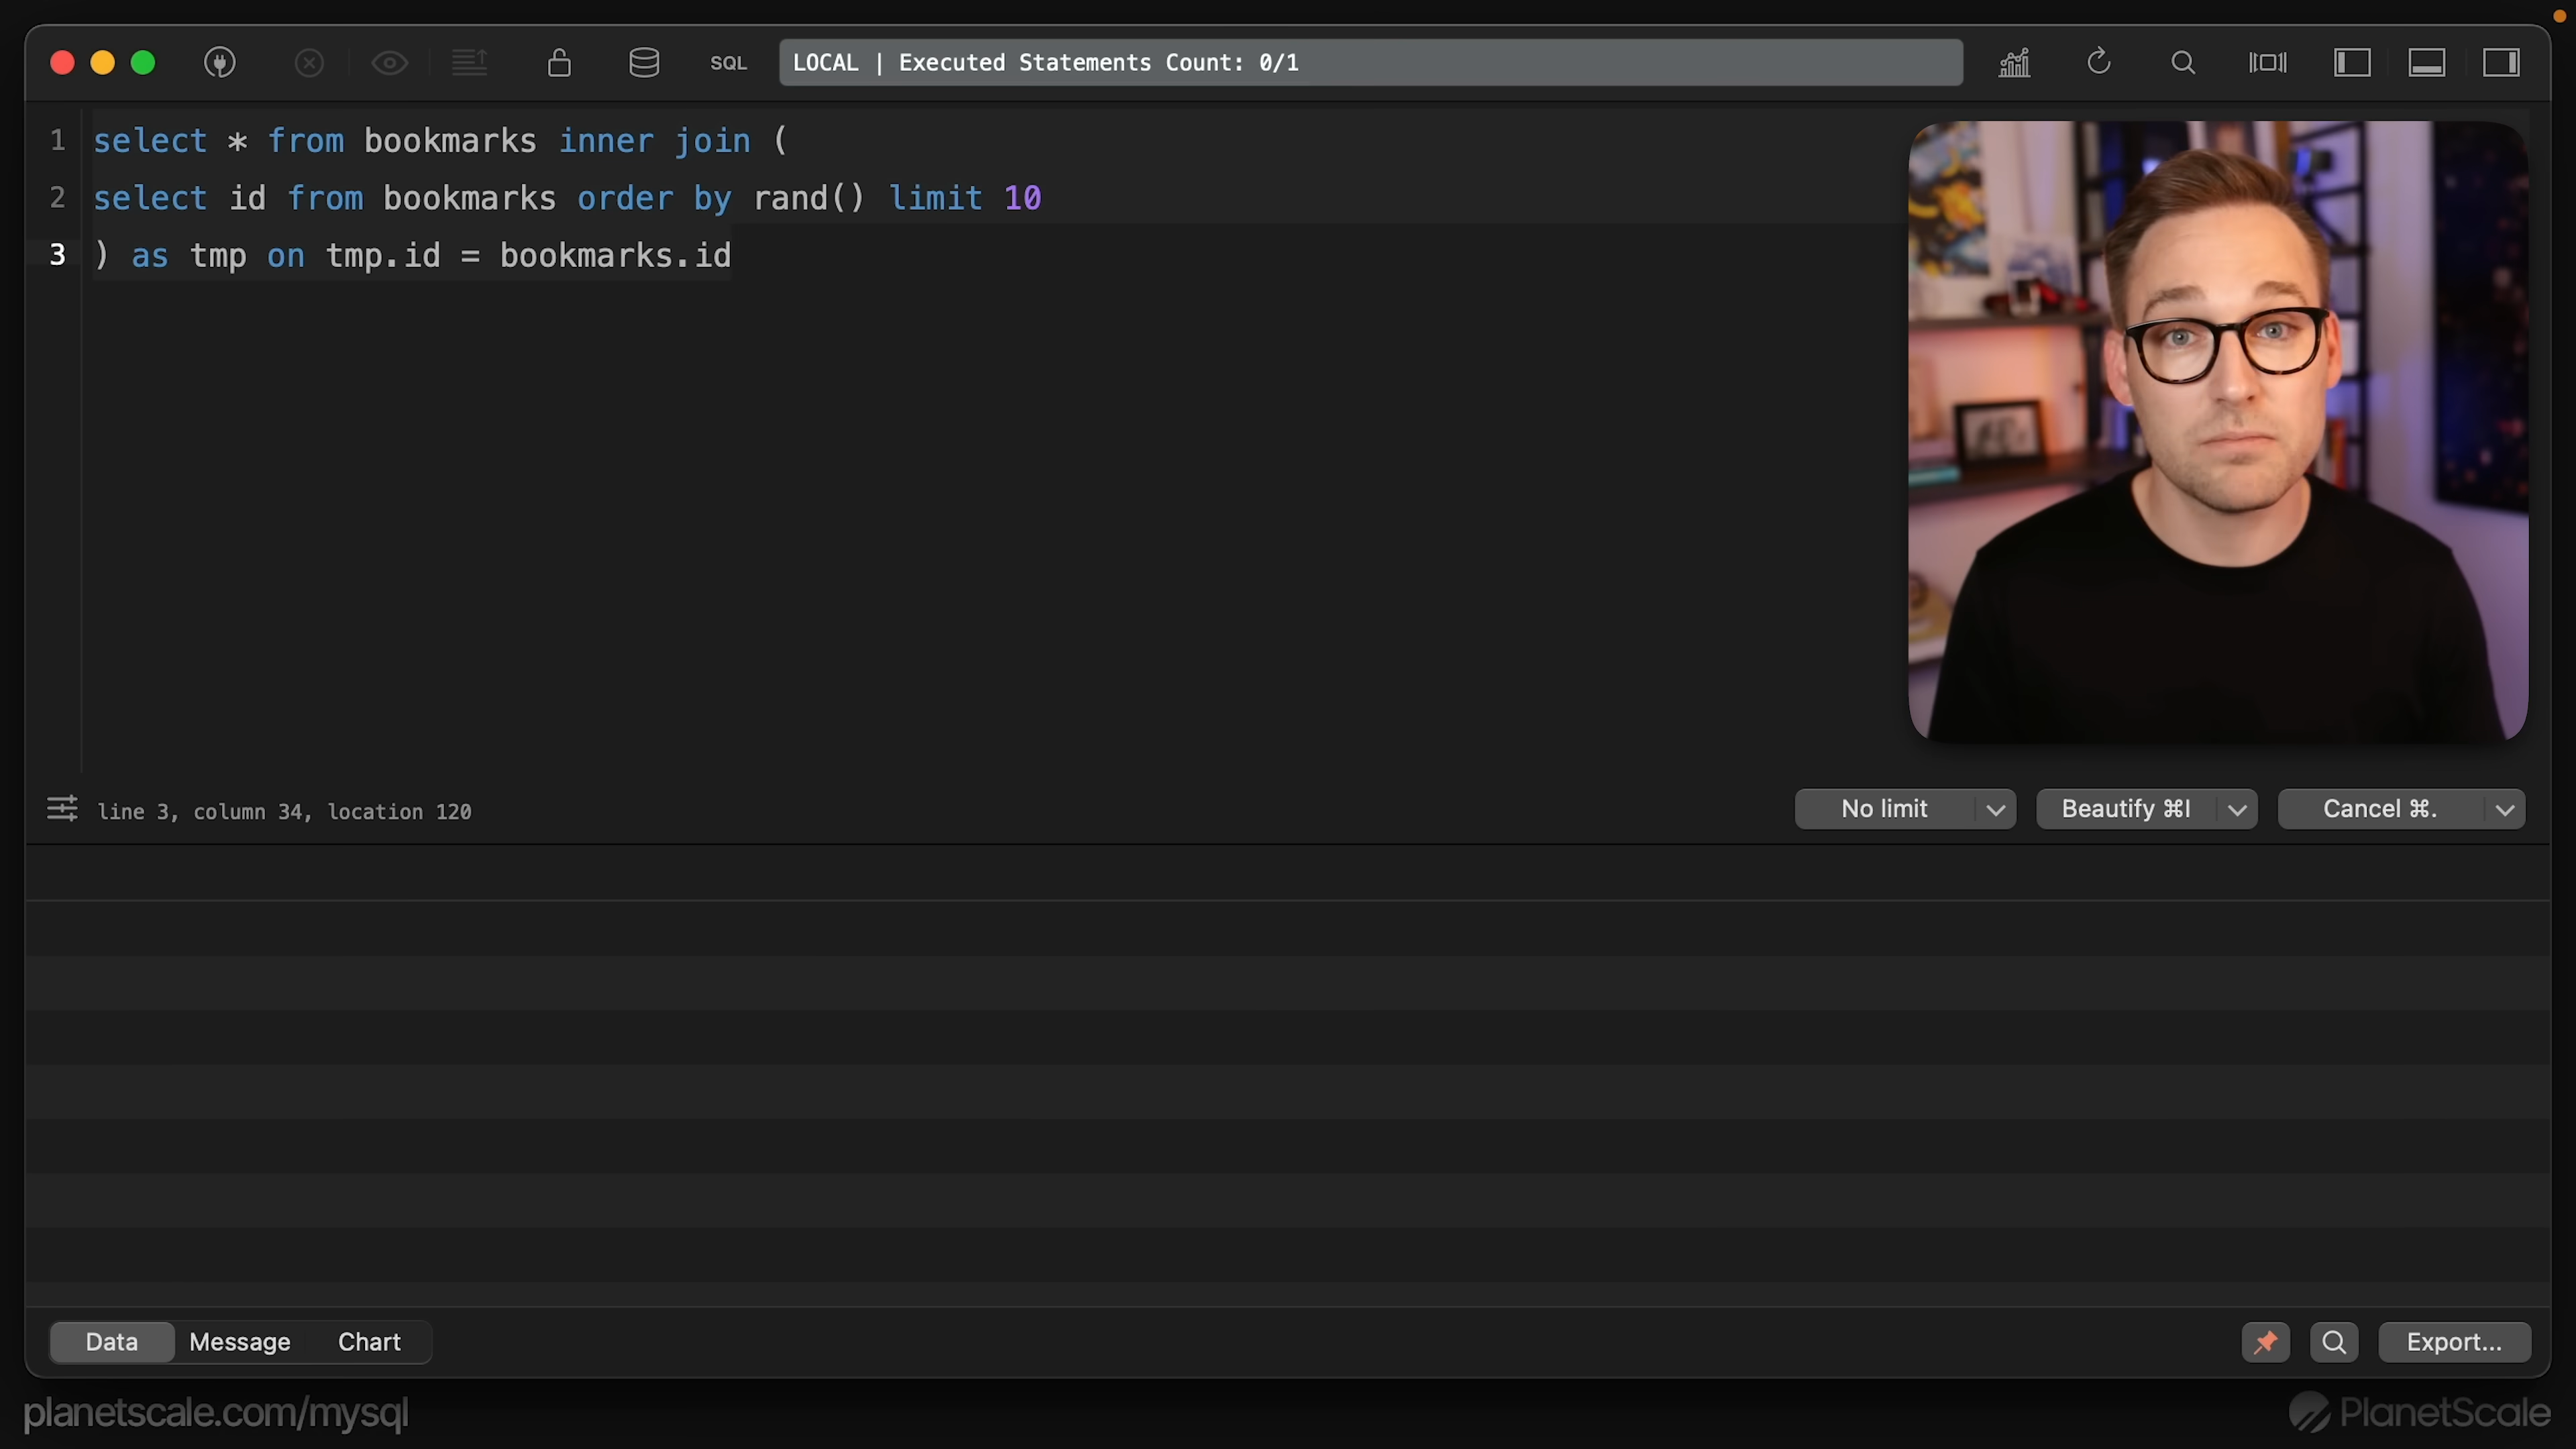 SQL
LOCAL | Executed Statements Count: 0/1
1 select * from bookmarks inner join (
2 select id from bookmarks order by rand() limit 10
3 ) as tmp on tmp.id = bookmarks.id
line 3, column 34, location 120
No limit
Beautify ⌘I
Cancel ⌘.
Data
Message
Chart
Export...
planetscale.com/mysql
PlanetScale